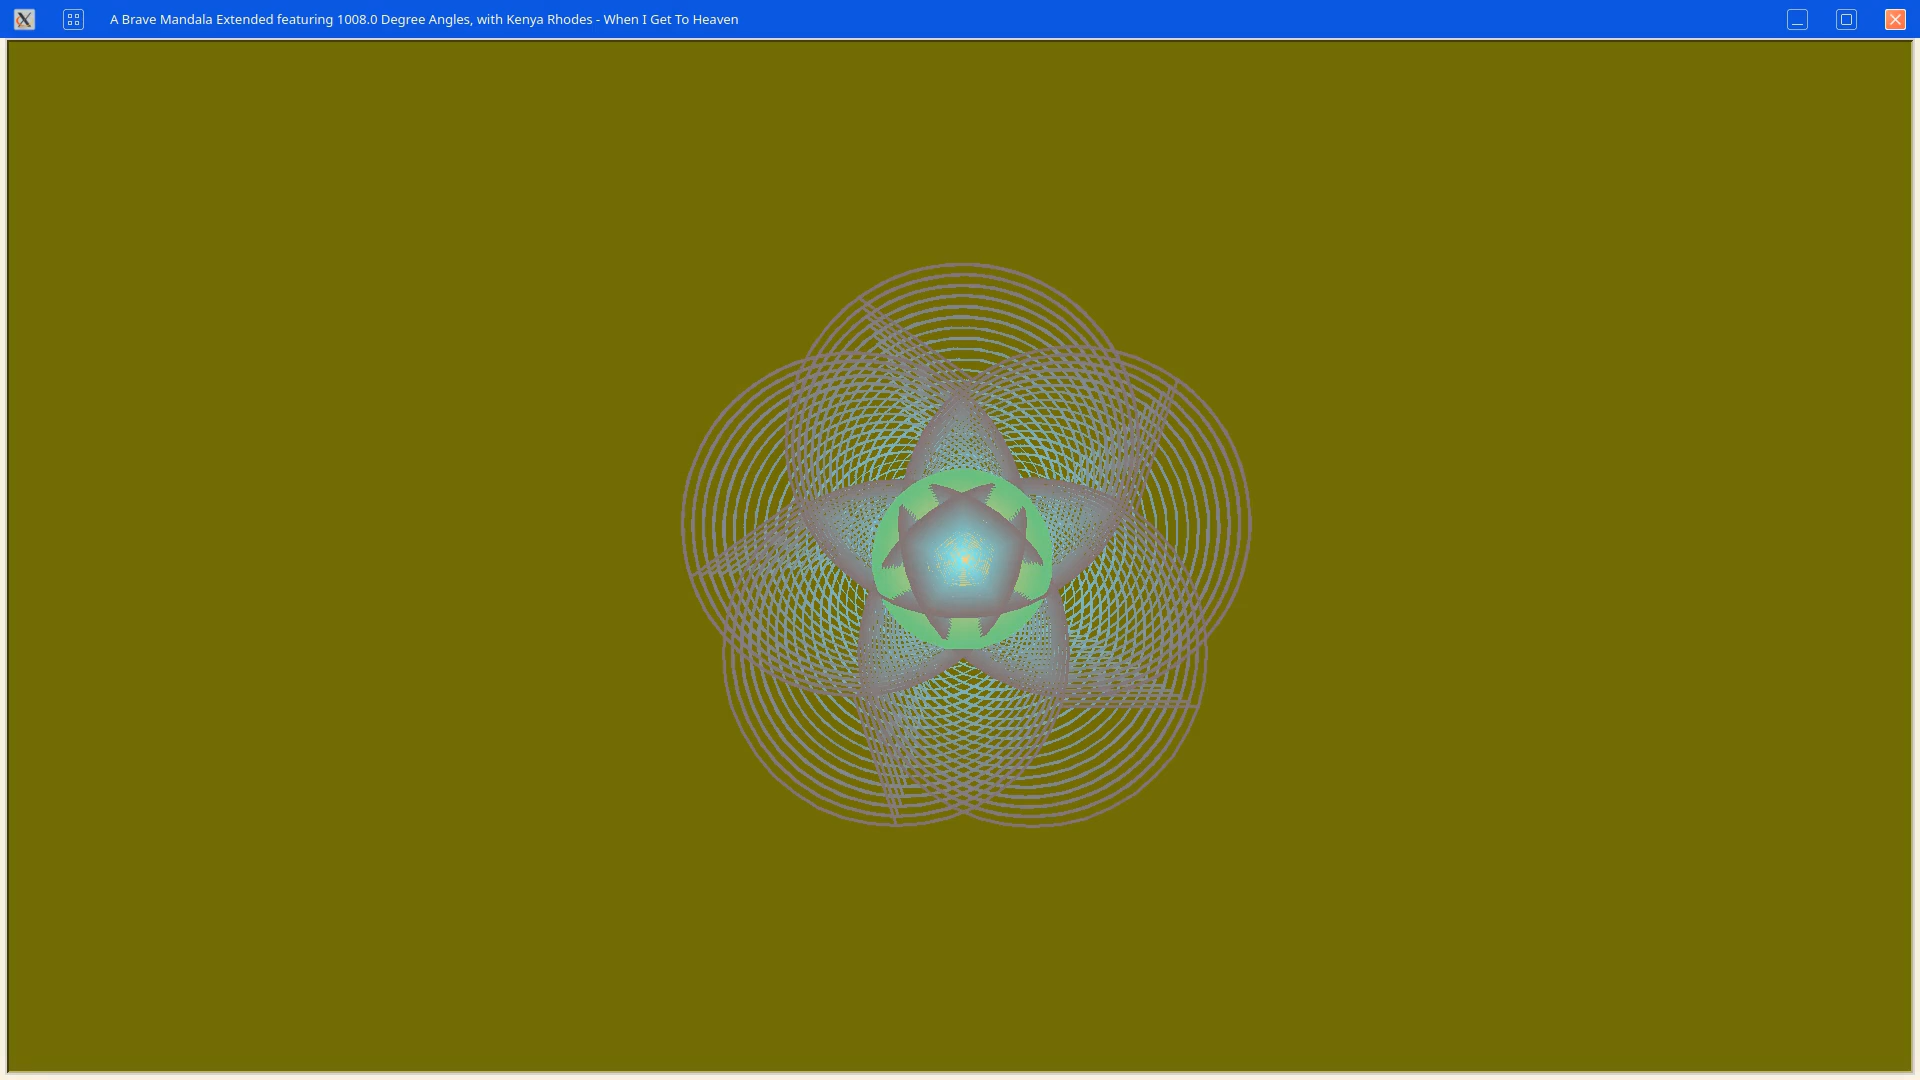 A Brave Mandala Extended featuring 1008.0 Degree Angles, with Kenya Rhodes - When I Get To Heaven